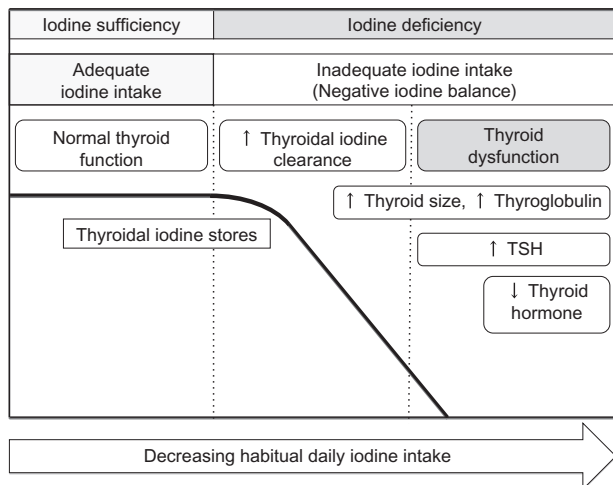 Iodine sufficiency
Iodine deficiency
Adequate
iodine intake
Inadequate iodine intake
(Negative iodine balance)
Normal thyroid
function
↑ Thyroidal iodine
clearance
Thyroid
dysfunction
↑ Thyroid size, ↑ Thyroglobulin
Thyroidal iodine stores
↑ TSH
↓ Thyroid
hormone
Decreasing habitual daily iodine intake